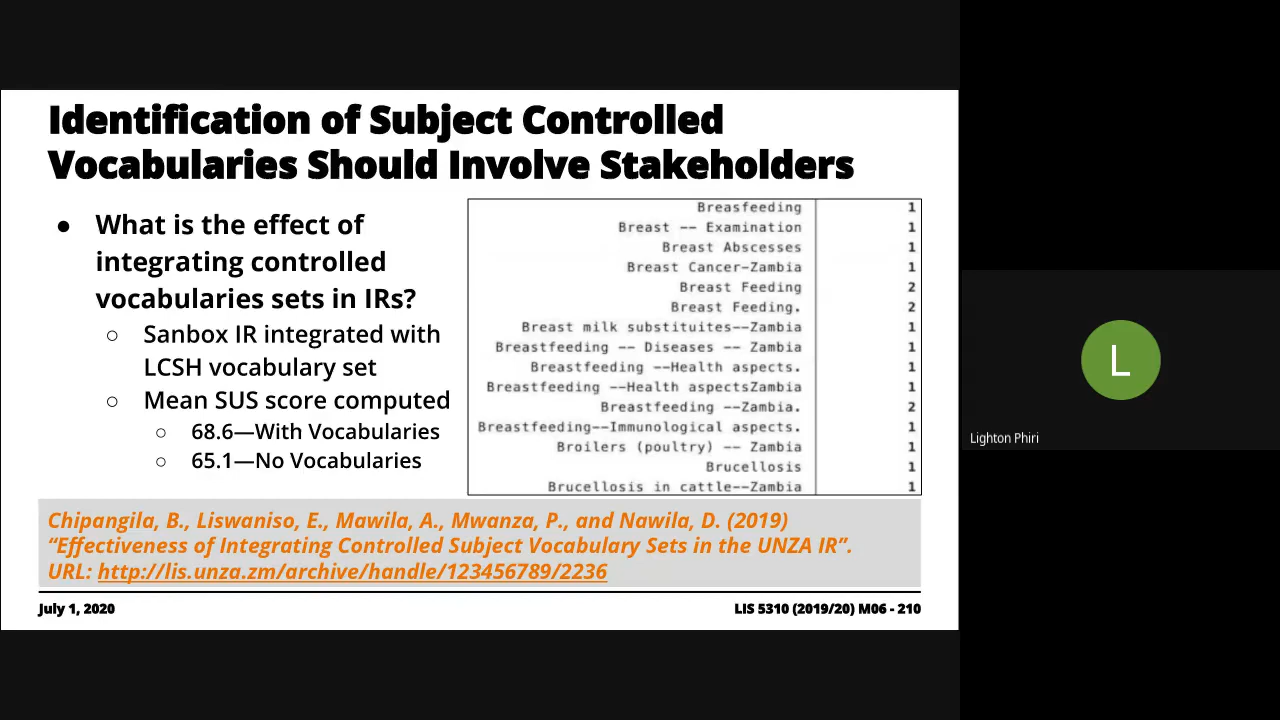 Identification of Subject Controlled
Vocabularies Should Involve Stakeholders
● What is the effect of
integrating controlled
vocabularies sets in IRs?
○ Sanbox IR integrated with
LCSH vocabulary set
○ Mean SUS score computed
○ 68.6—With Vocabularies
○ 65.1—No Vocabularies
Breasfeeding 1
Breast -- Examination 1
Breast Abscesses 1
Breast Cancer-Zambia 1
Breast Feeding 2
Breast Feeding. 2
Breast milk substituites--Zambia 1
Breastfeeding -- Diseases -- Zambia 1
Breastfeeding --Health aspects. 1
Breastfeeding --Health aspectsZambia 1
Breastfeeding --Zambia. 2
Breastfeeding--Immunological aspects. 1
Broilers (poultry) -- Zambia 1
Brucellosis 1
Brucellosis in cattle--Zambia 1
Chipangila, B., Liswaniso, E., Mawila, A., Mwanza, P., and Nawila, D. (2019)
“Effectiveness of Integrating Controlled Subject Vocabulary Sets in the UNZA IR”.
URL: http://lis.unza.zm/archive/handle/123456789/2236
July 1, 2020 LIS 5310 (2019/20) M06 - 210
L
Lighton Phiri